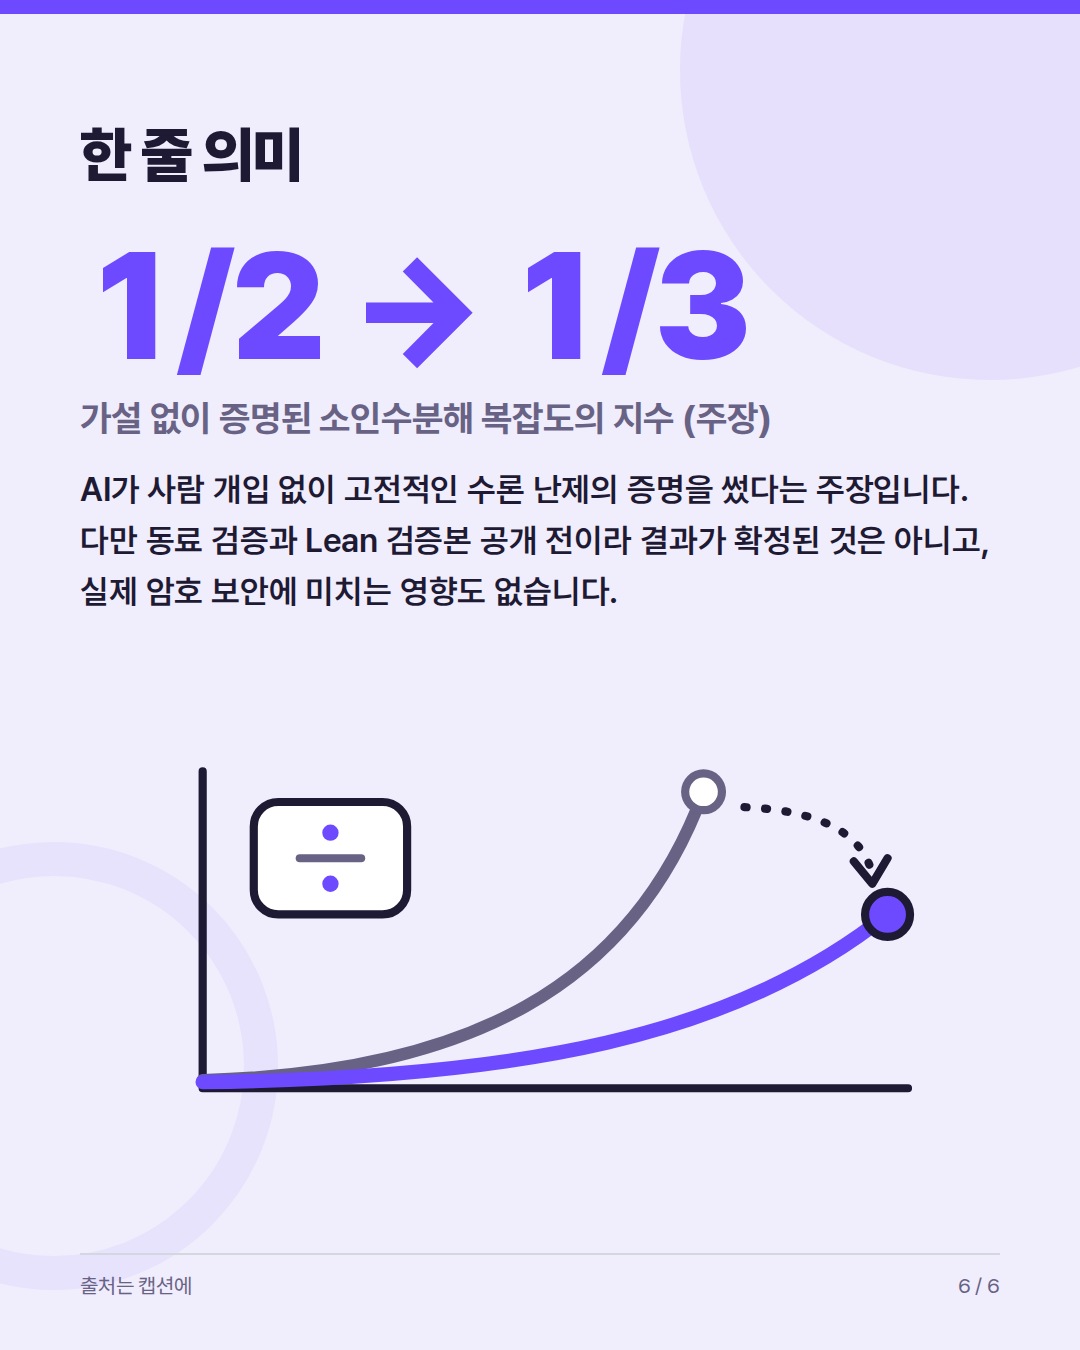 한 줄 의미
1/2 → 1/3
가설 없이 증명된 소인수분해 복잡도의 지수 (주장)
AI가 사람 개입 없이 고전적인 수론 난제의 증명을 썼다는 주장입니다.
다만 동료 검증과 Lean 검증본 공개 전이라 결과가 확정된 것은 아니고,
실제 암호 보안에 미치는 영향도 없습니다.
출처는 캡션에
6 / 6